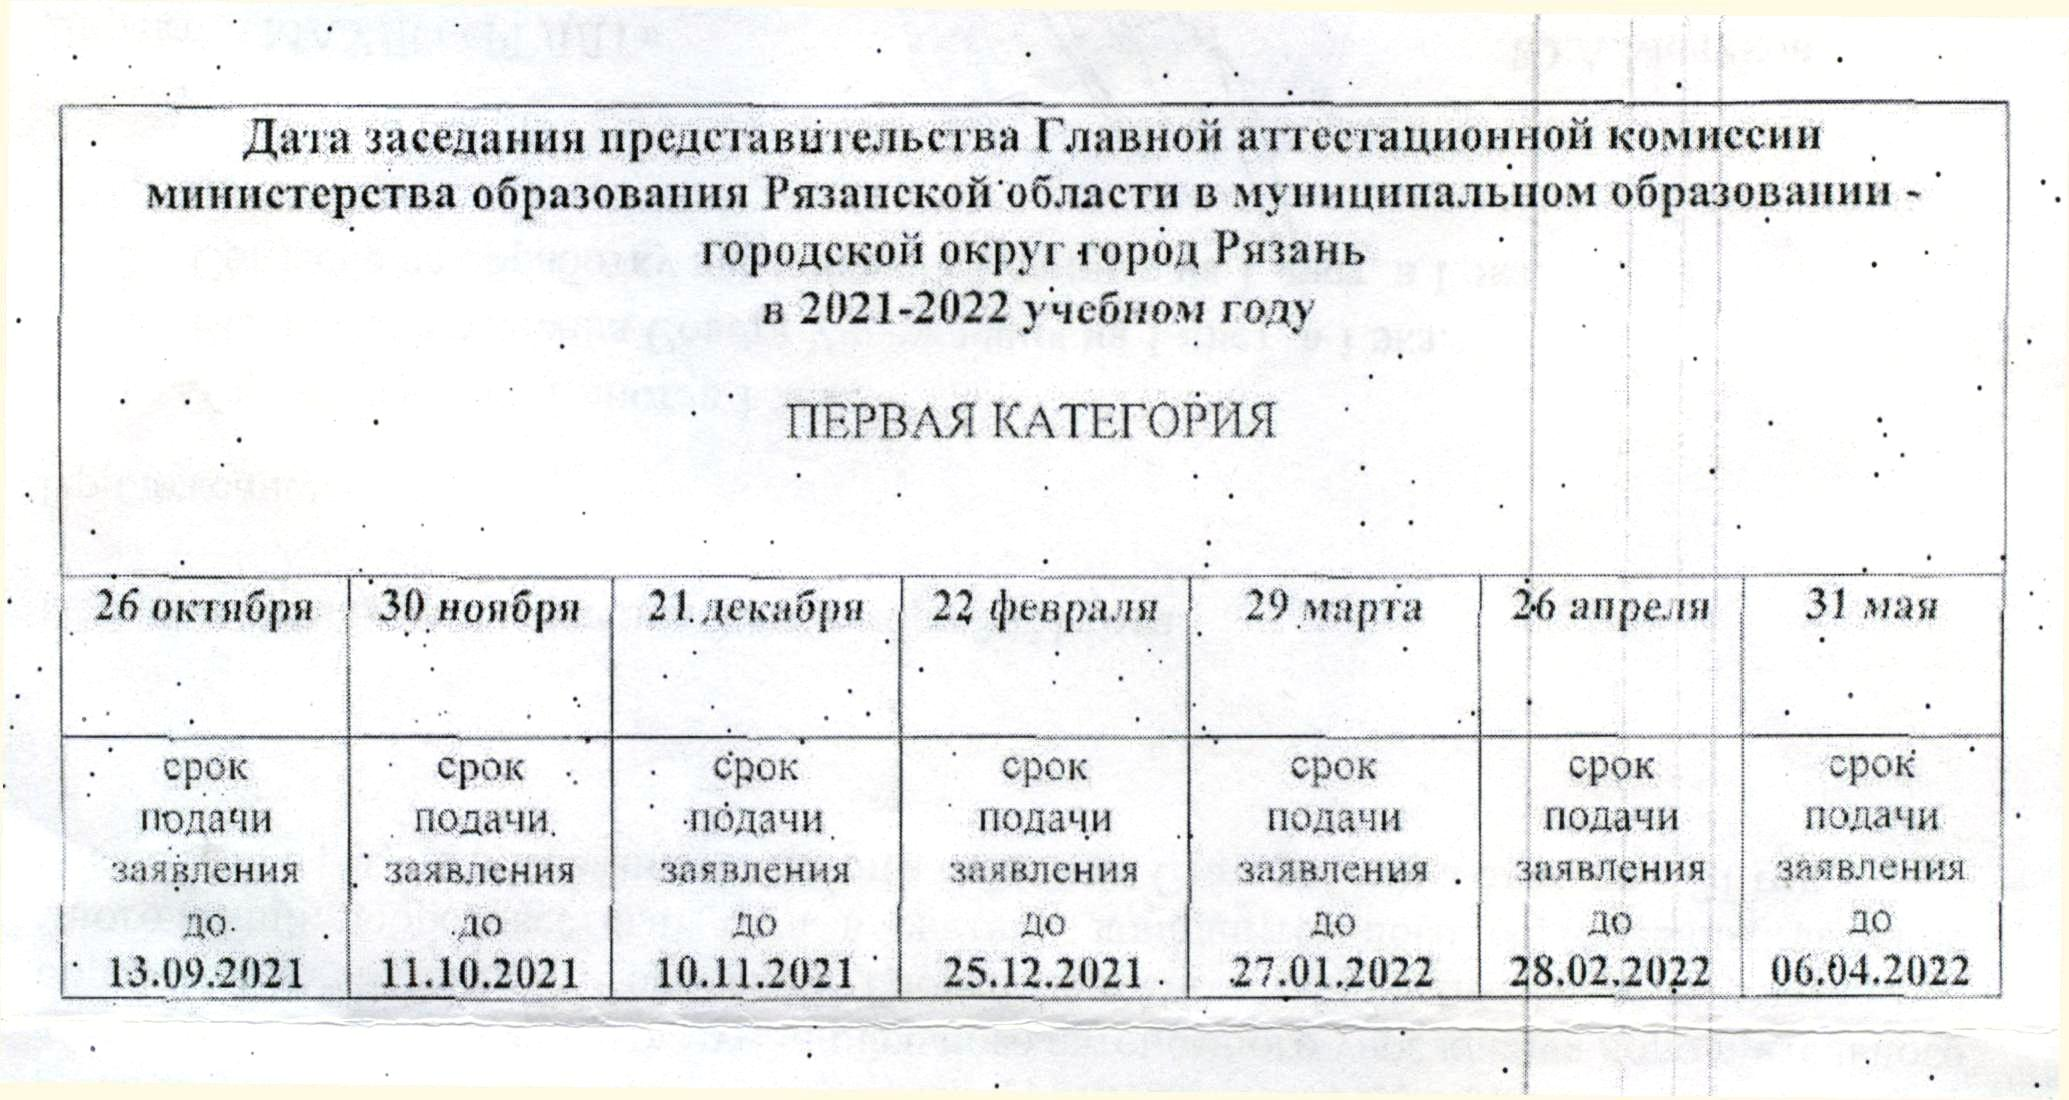 Дата заседания представительства Главной аттестационной комиссии
министерства образования Рязанской области в муниципальном образовании -
городской округ город Рязань
в 2021-2022 учебном году
ПЕРВАЯ КАТЕГОРИЯ
26 октября 30 ноября 21 декабря 22 февраля 29 марта 26 апреля 31 мая
срок срок срок срок срок срок срок
подачи подачи подачи подачи подачи подачи подачи
заявления заявления заявления заявления заявления заявления заявления
до до до до до до до
13.09.2021 11.10.2021 10.11.2021 25.12.2021 27.01.2022 28.02.2022 06.04.2022